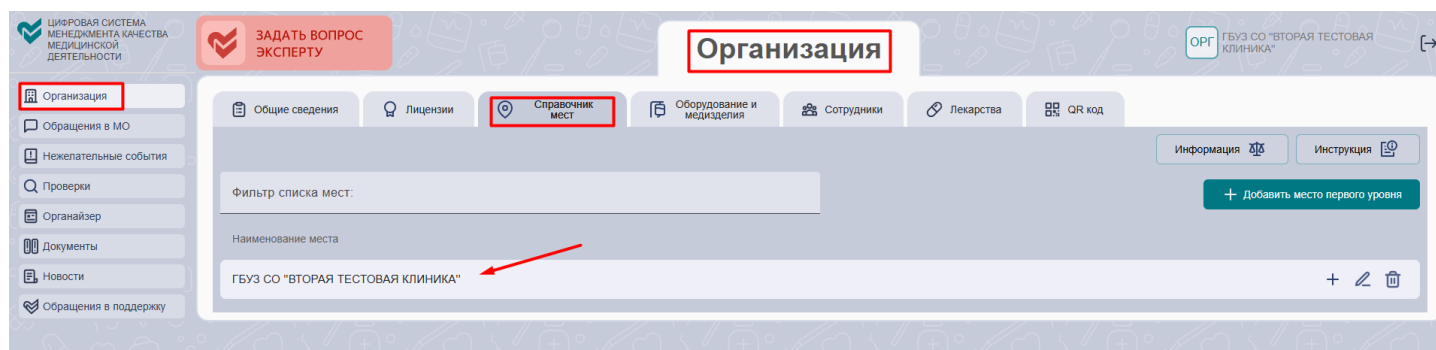 ЦИФРОВАЯ СИСТЕМА
МЕНЕДЖМЕНТА КАЧЕСТВА
МЕДИЦИНСКОЙ
ДЕЯТЕЛЬНОСТИ
ЗАДАТЬ ВОПРОС
ЭКСПЕРТУ
Организация
ОРГ
ГБУЗ СО "ВТОРАЯ ТЕСТОВАЯ
КЛИНИКА"
Организация
Обращения в МО
Нежелательные события
Проверки
Органайзер
Документы
Новости
Обращения в поддержку
Общие сведения
Лицензии
Справочник
мест
Оборудование и
медизделия
Сотрудники
Лекарства
QR код
Информация
Инструкция
Фильтр списка мест:
+ Добавить место первого уровня
Наименование места
ГБУЗ СО "ВТОРАЯ ТЕСТОВАЯ КЛИНИКА"